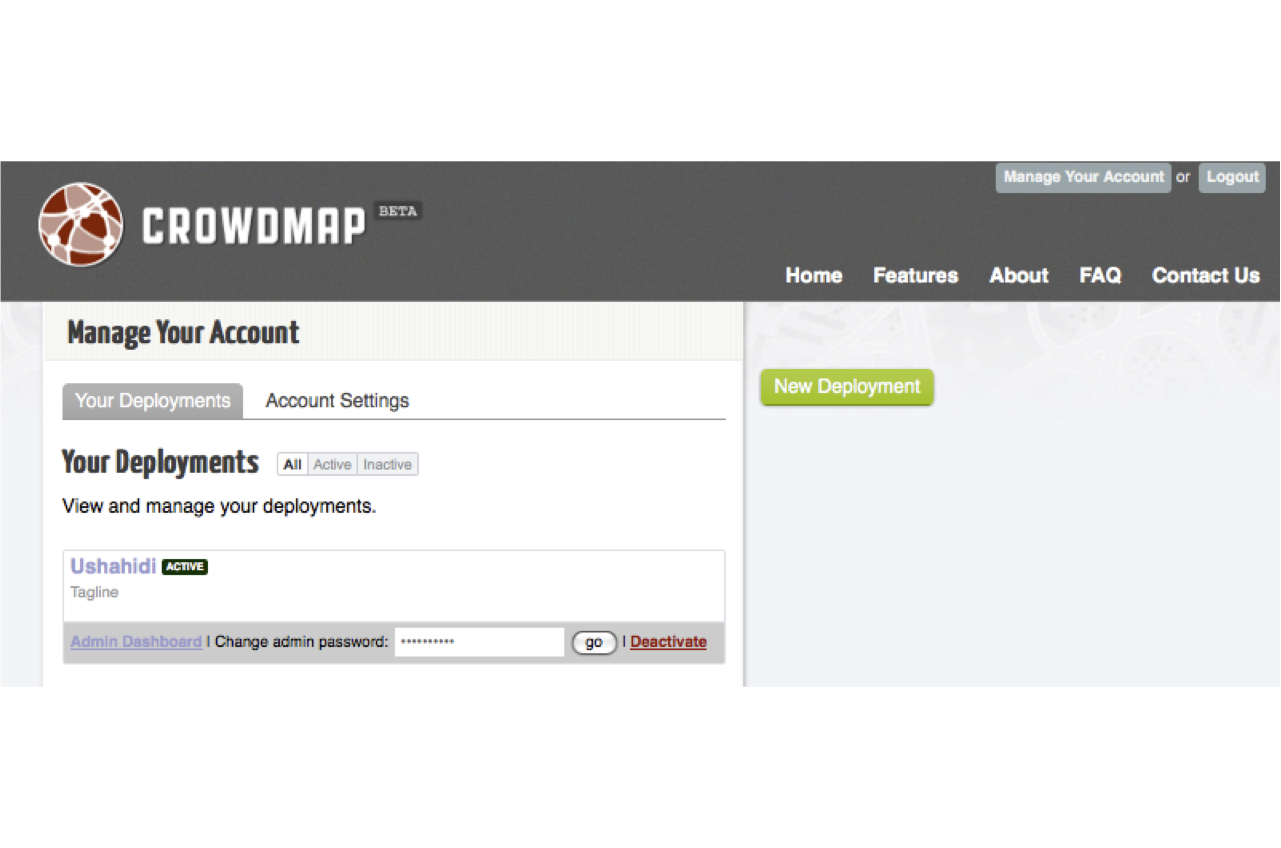 Manage Your Account or Logout
CROWDMAP BETA
Home Features About FAQ Contact Us
Manage Your Account
Your Deployments Account Settings
New Deployment
Your Deployments All Active Inactive
View and manage your deployments.
Ushahidi ACTIVE
Tagline
Admin Dashboard | Change admin password: •••••••••• go | Deactivate